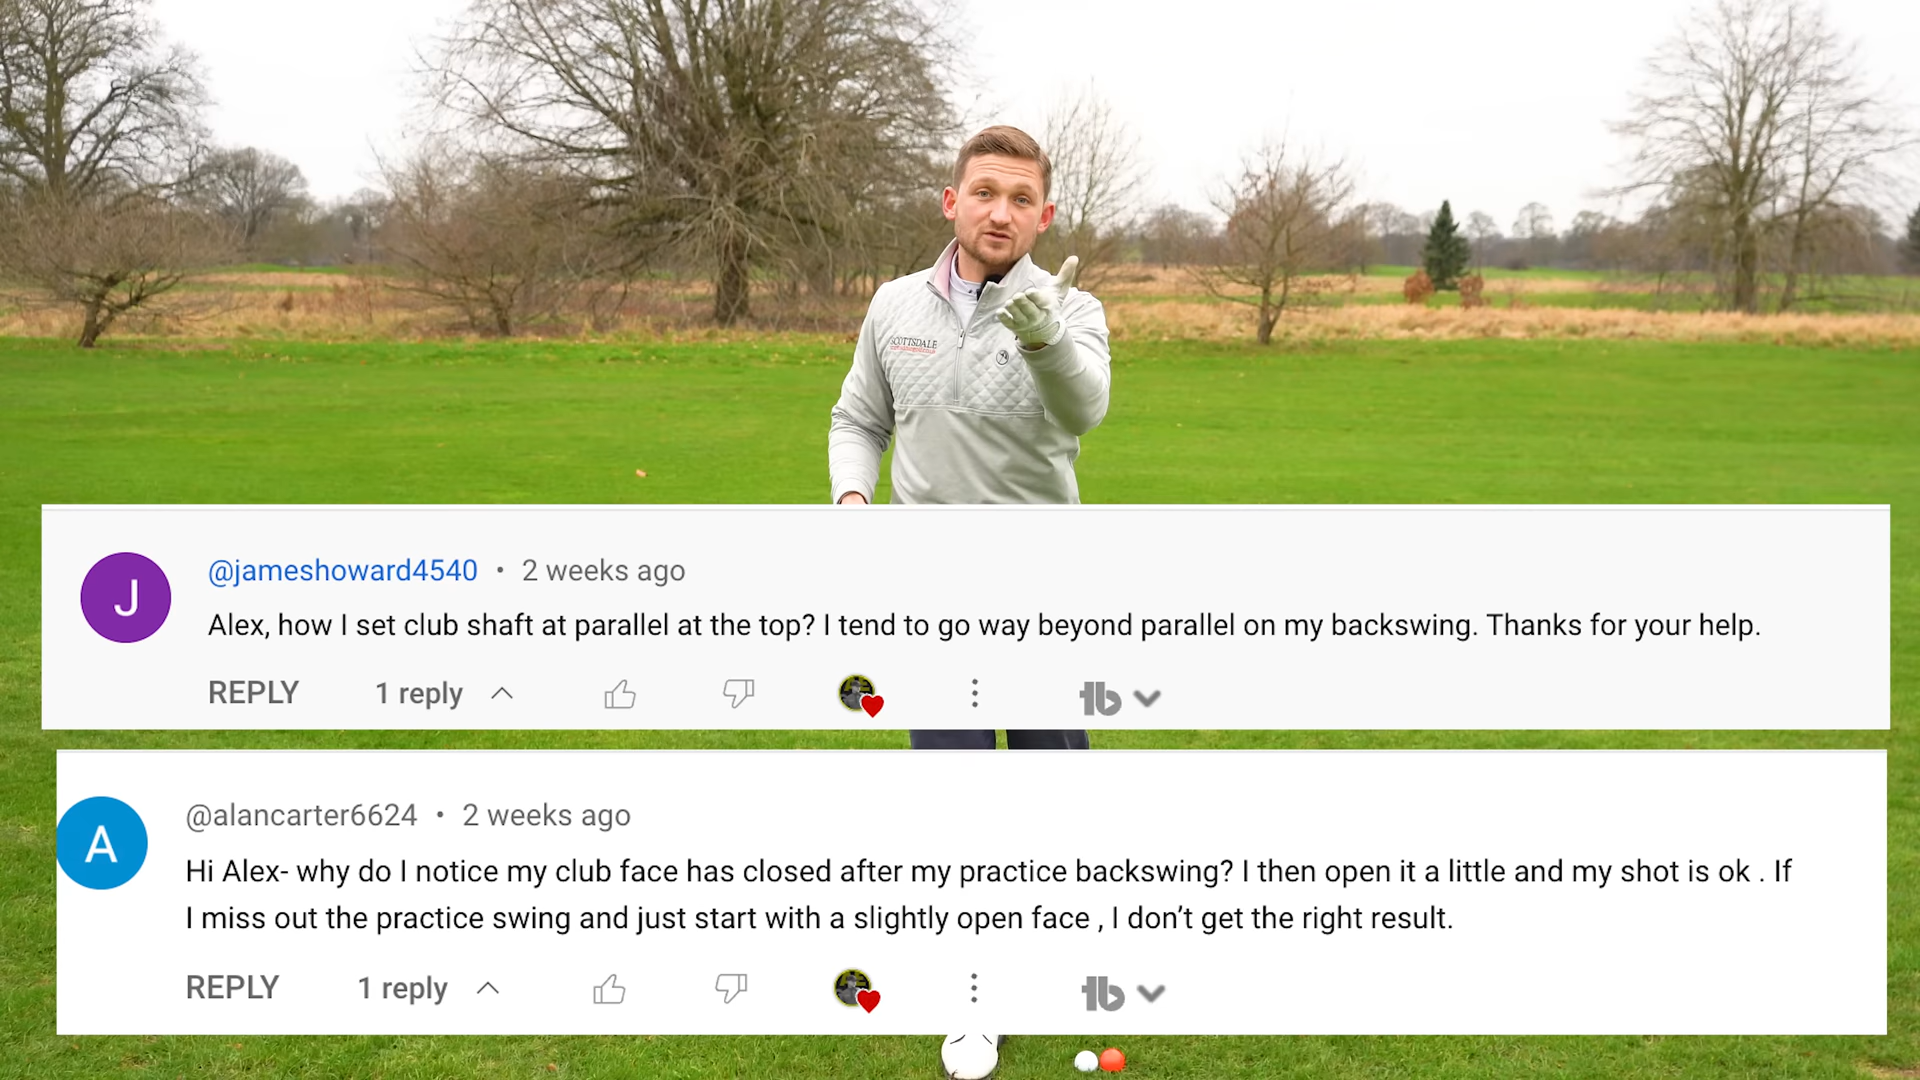 SCOTTSDALE
J
@jameshoward4540 • 2 weeks ago
Alex, how I set club shaft at parallel at the top? I tend to go way beyond parallel on my backswing. Thanks for your help.
REPLY 1 reply
A
@alancarter6624 • 2 weeks ago
Hi Alex- why do I notice my club face has closed after my practice backswing? I then open it a little and my shot is ok . If
I miss out the practice swing and just start with a slightly open face , I don’t get the right result.
REPLY 1 reply